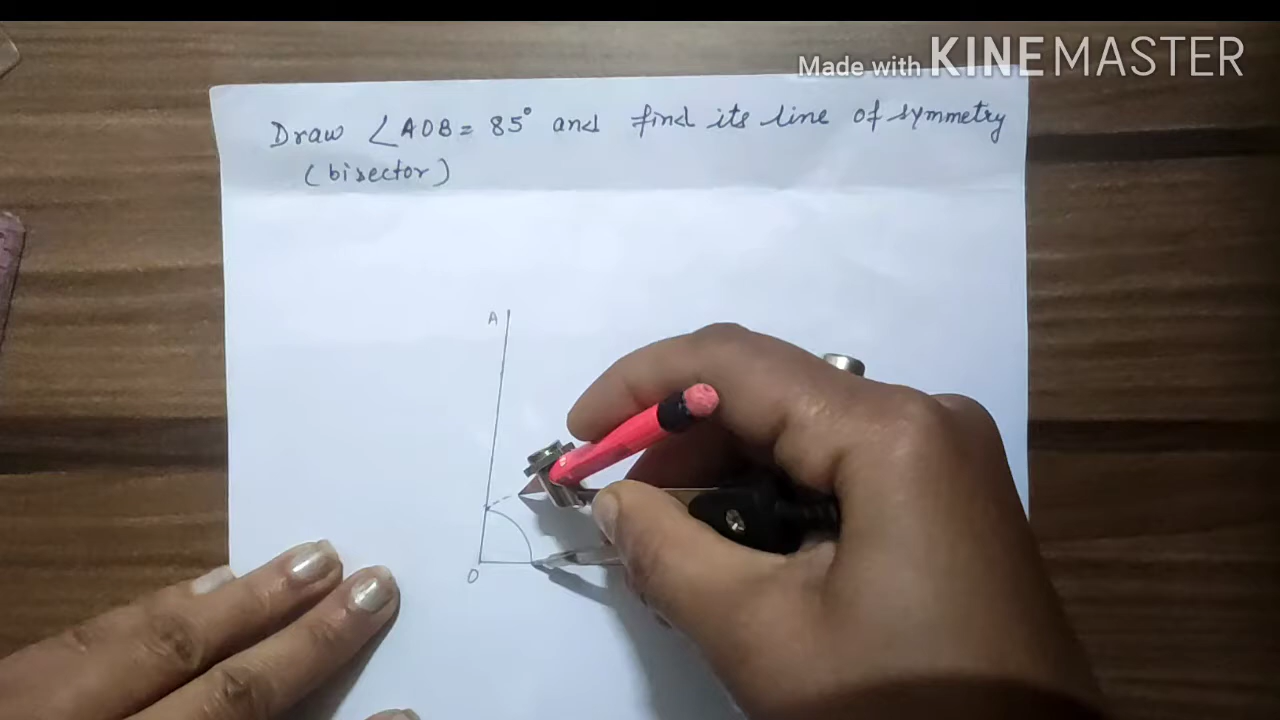 Made with KINEMASTER
Draw ∠AOB = 85° and find its line of symmetry
(bisector)
A
O